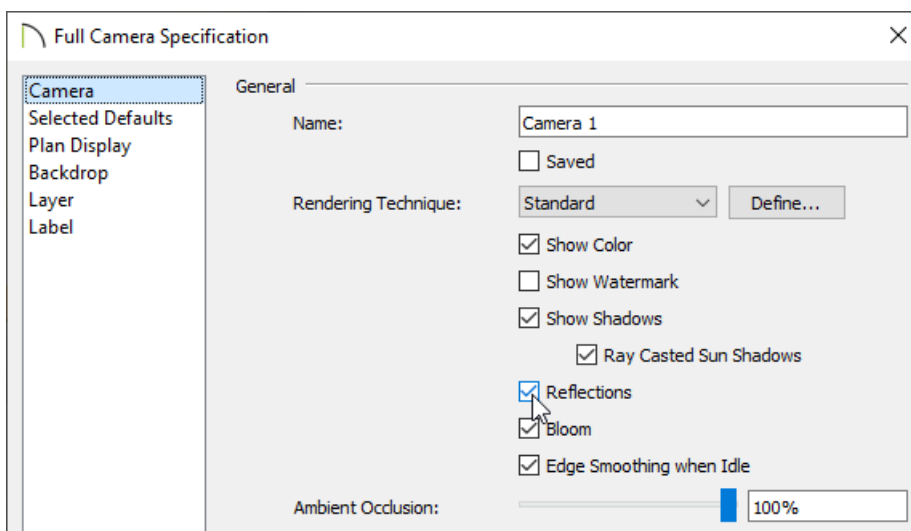 Full Camera Specification
Camera
Selected Defaults
Plan Display
Backdrop
Layer
Label
General
Name: Camera 1
Saved
Rendering Technique: Standard Define...
Show Color
Show Watermark
Show Shadows
Ray Casted Sun Shadows
Reflections
Bloom
Edge Smoothing when Idle
Ambient Occlusion: 100%